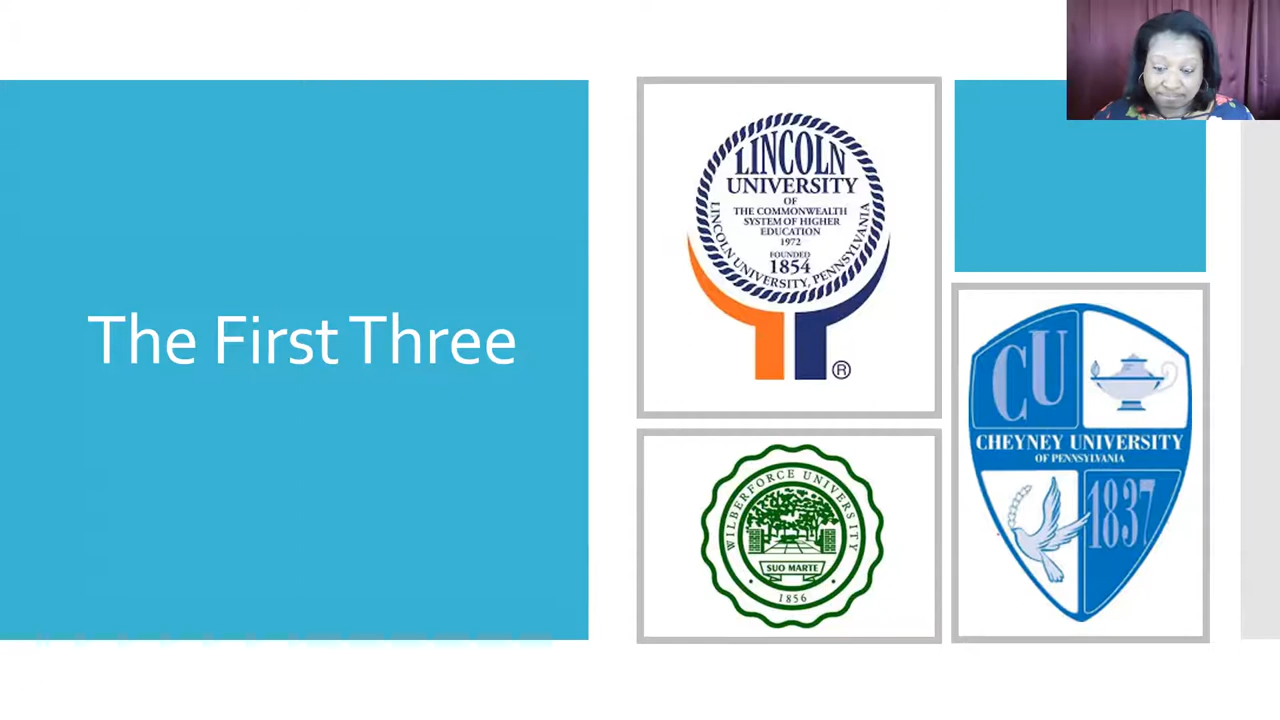 The First Three
LINCOLN
UNIVERSITY
OF
THE COMMONWEALTH
SYSTEM OF HIGHER
EDUCATION
1972
FOUNDED
1854
LINCOLN UNIVERSITY, PENNSYLVANIA
®
WILBERFORCE UNIVERSITY
SUO MARTE
1856
CU
CHEYNEY UNIVERSITY
OF PENNSYLVANIA
1837